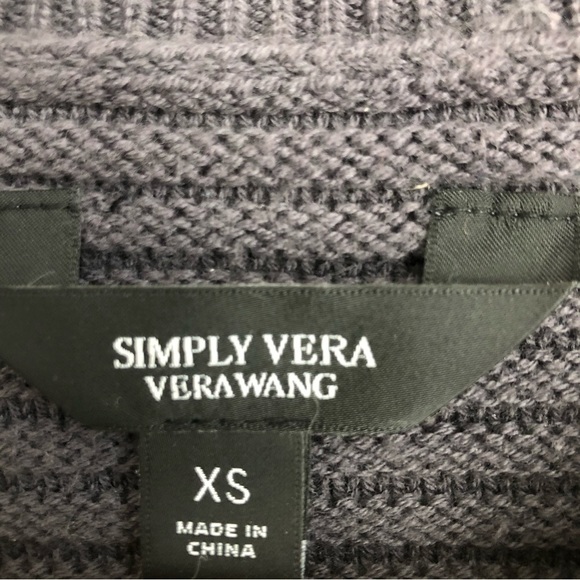 SIMPLY VERA
VERAWANG
XS
MADE IN
CHINA